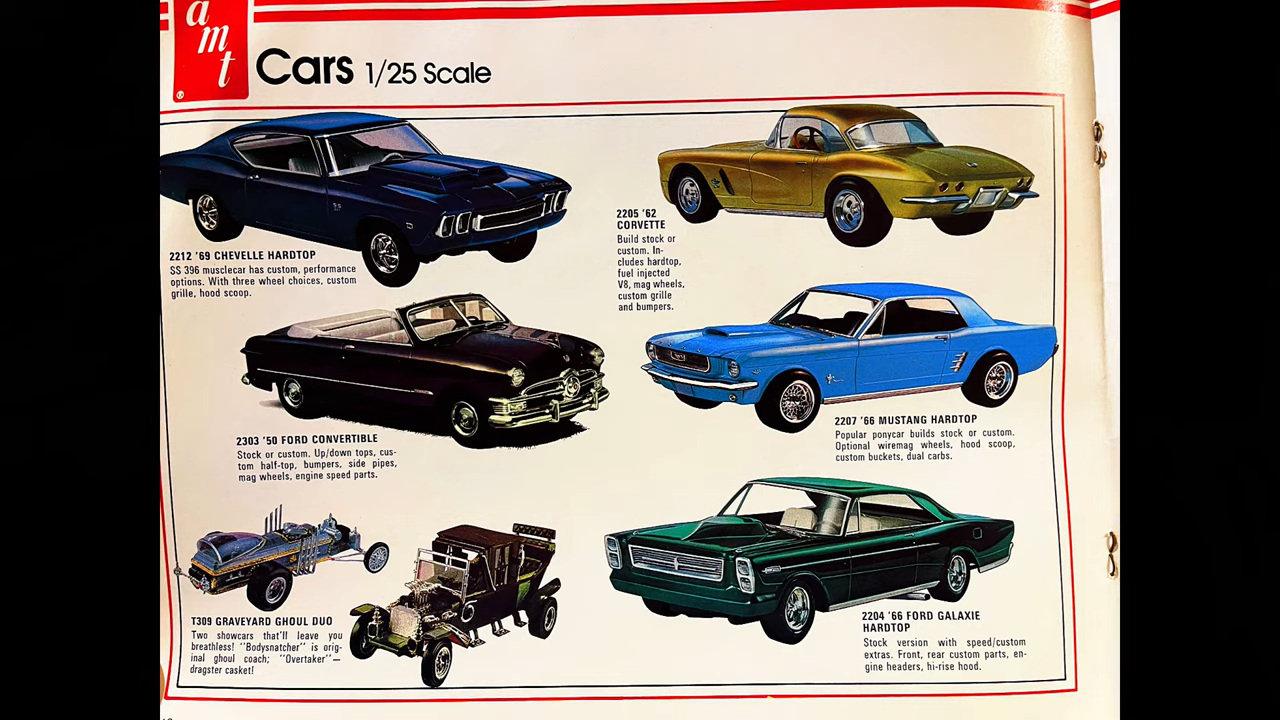 amt
®
Cars 1/25 Scale
2212 '69 CHEVELLE HARDTOP
SS 396 musclecar has custom, performance
options. With three wheel choices, custom
grille, hood scoop.
2205 '62
CORVETTE
Build stock or
custom. In-
cludes hardtop,
fuel injected
V8, mag wheels,
custom grille
and bumpers.
2303 '50 FORD CONVERTIBLE
Stock or custom. Up/down tops, cus-
tom half-top, bumpers, side pipes,
mag wheels, engine speed parts.
2207 '66 MUSTANG HARDTOP
Popular ponycar builds stock or custom.
Optional wiremag wheels, hood scoop,
custom buckets, dual carbs.
T309 GRAVEYARD GHOUL DUO
Two showcars that'll leave you
breathless! "Bodysnatcher" is orig-
inal ghoul coach; "Overtaker"—
dragster casket!
2204 '66 FORD GALAXIE
HARDTOP
Stock version with speed/custom
extras. Front, rear custom parts, en-
gine headers, hi-rise hood.